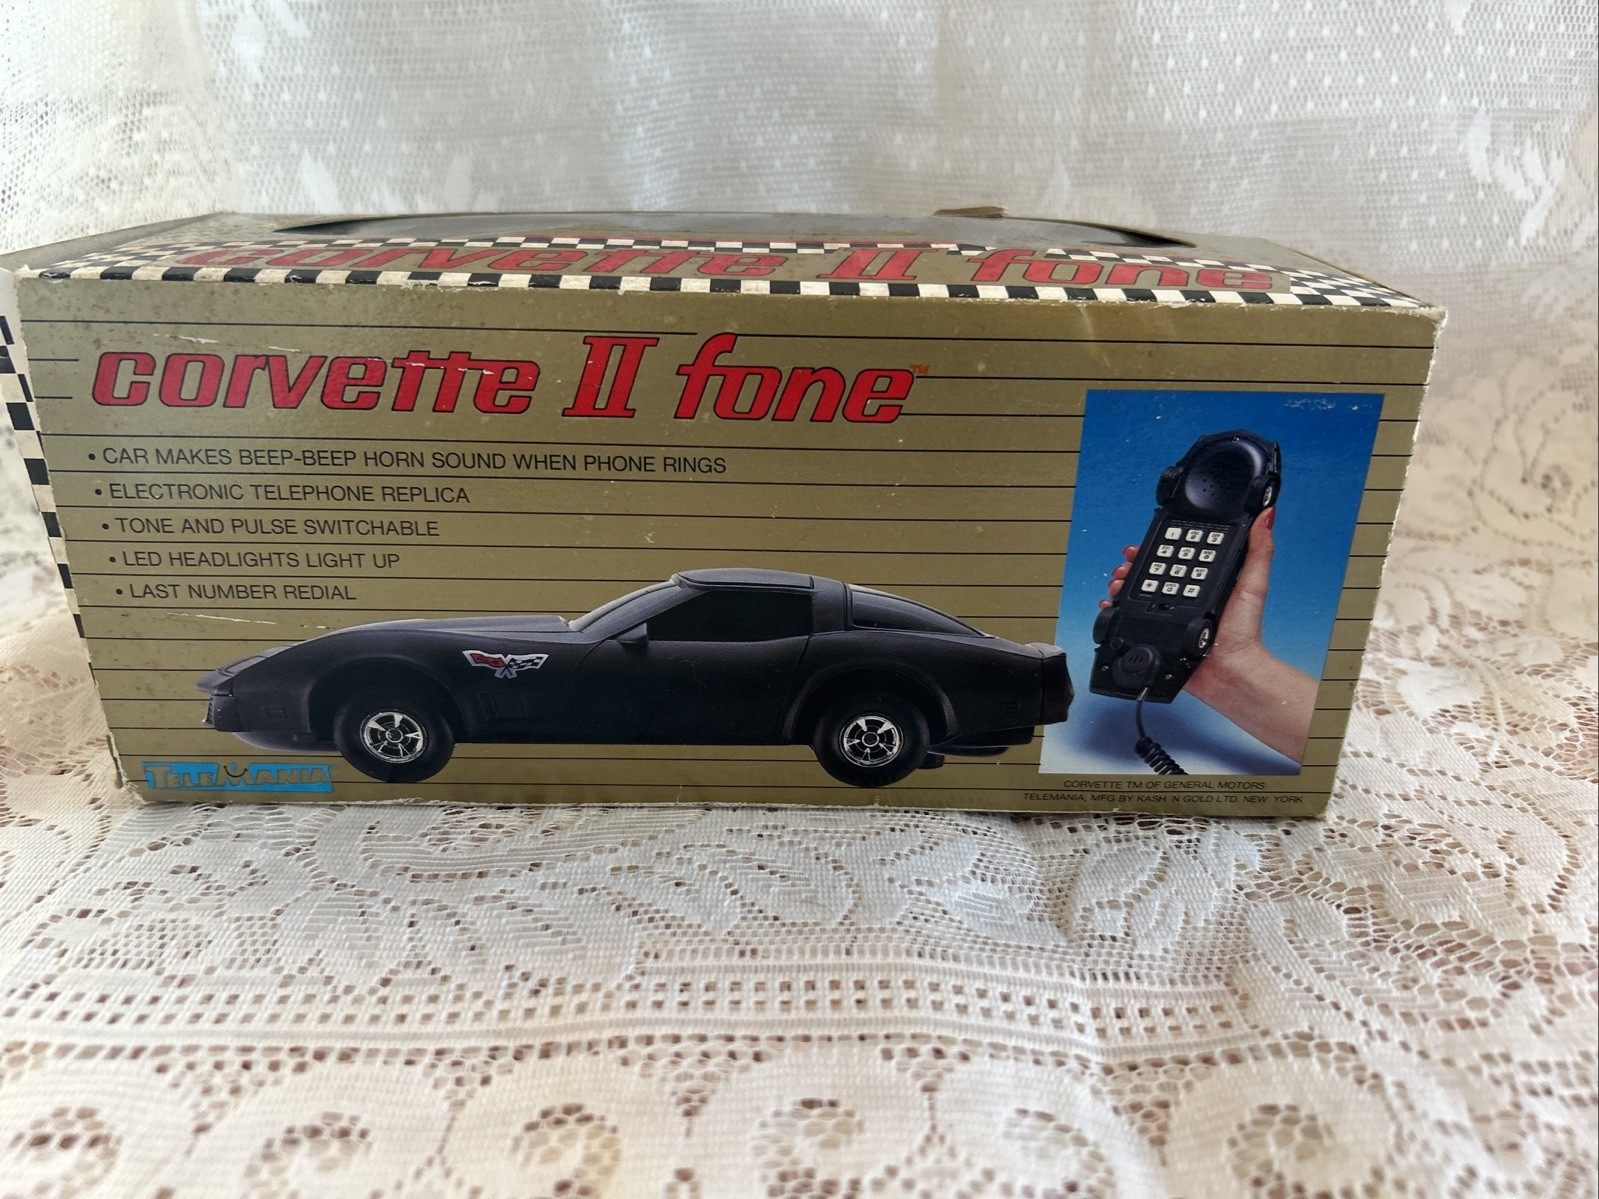 corvette II fone
corvette II fone™
• CAR MAKES BEEP-BEEP HORN SOUND WHEN PHONE RINGS
• ELECTRONIC TELEPHONE REPLICA
• TONE AND PULSE SWITCHABLE
• LED HEADLIGHTS LIGHT UP
• LAST NUMBER REDIAL
TELEMANIA
CORVETTE TM OF GENERAL MOTORS
TELEMANIA, MFG BY KASH 'N GOLD LTD. NEW YORK